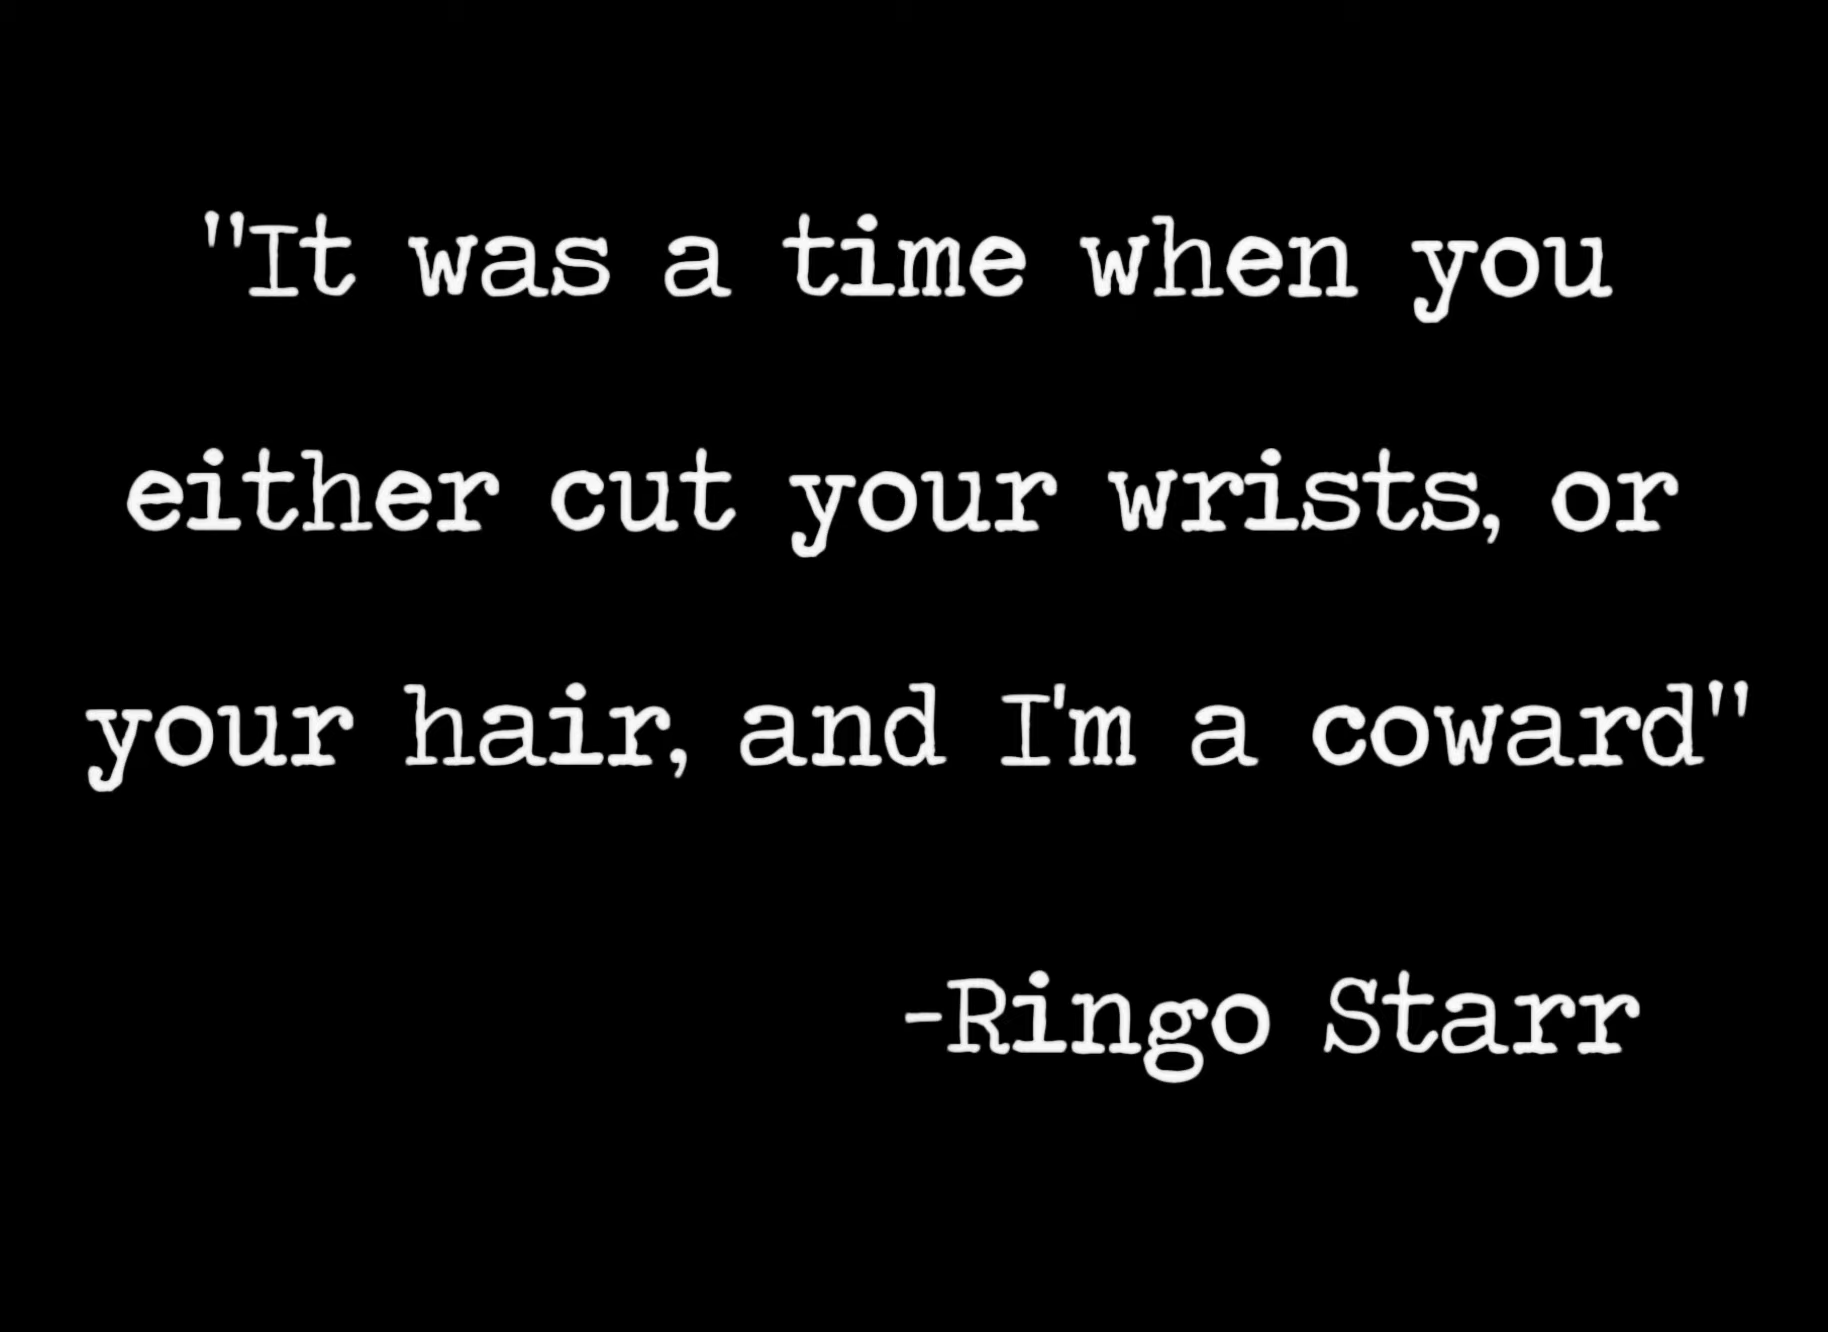 "It was a time when you
either cut your wrists, or
your hair, and I'm a coward"
-Ringo Starr